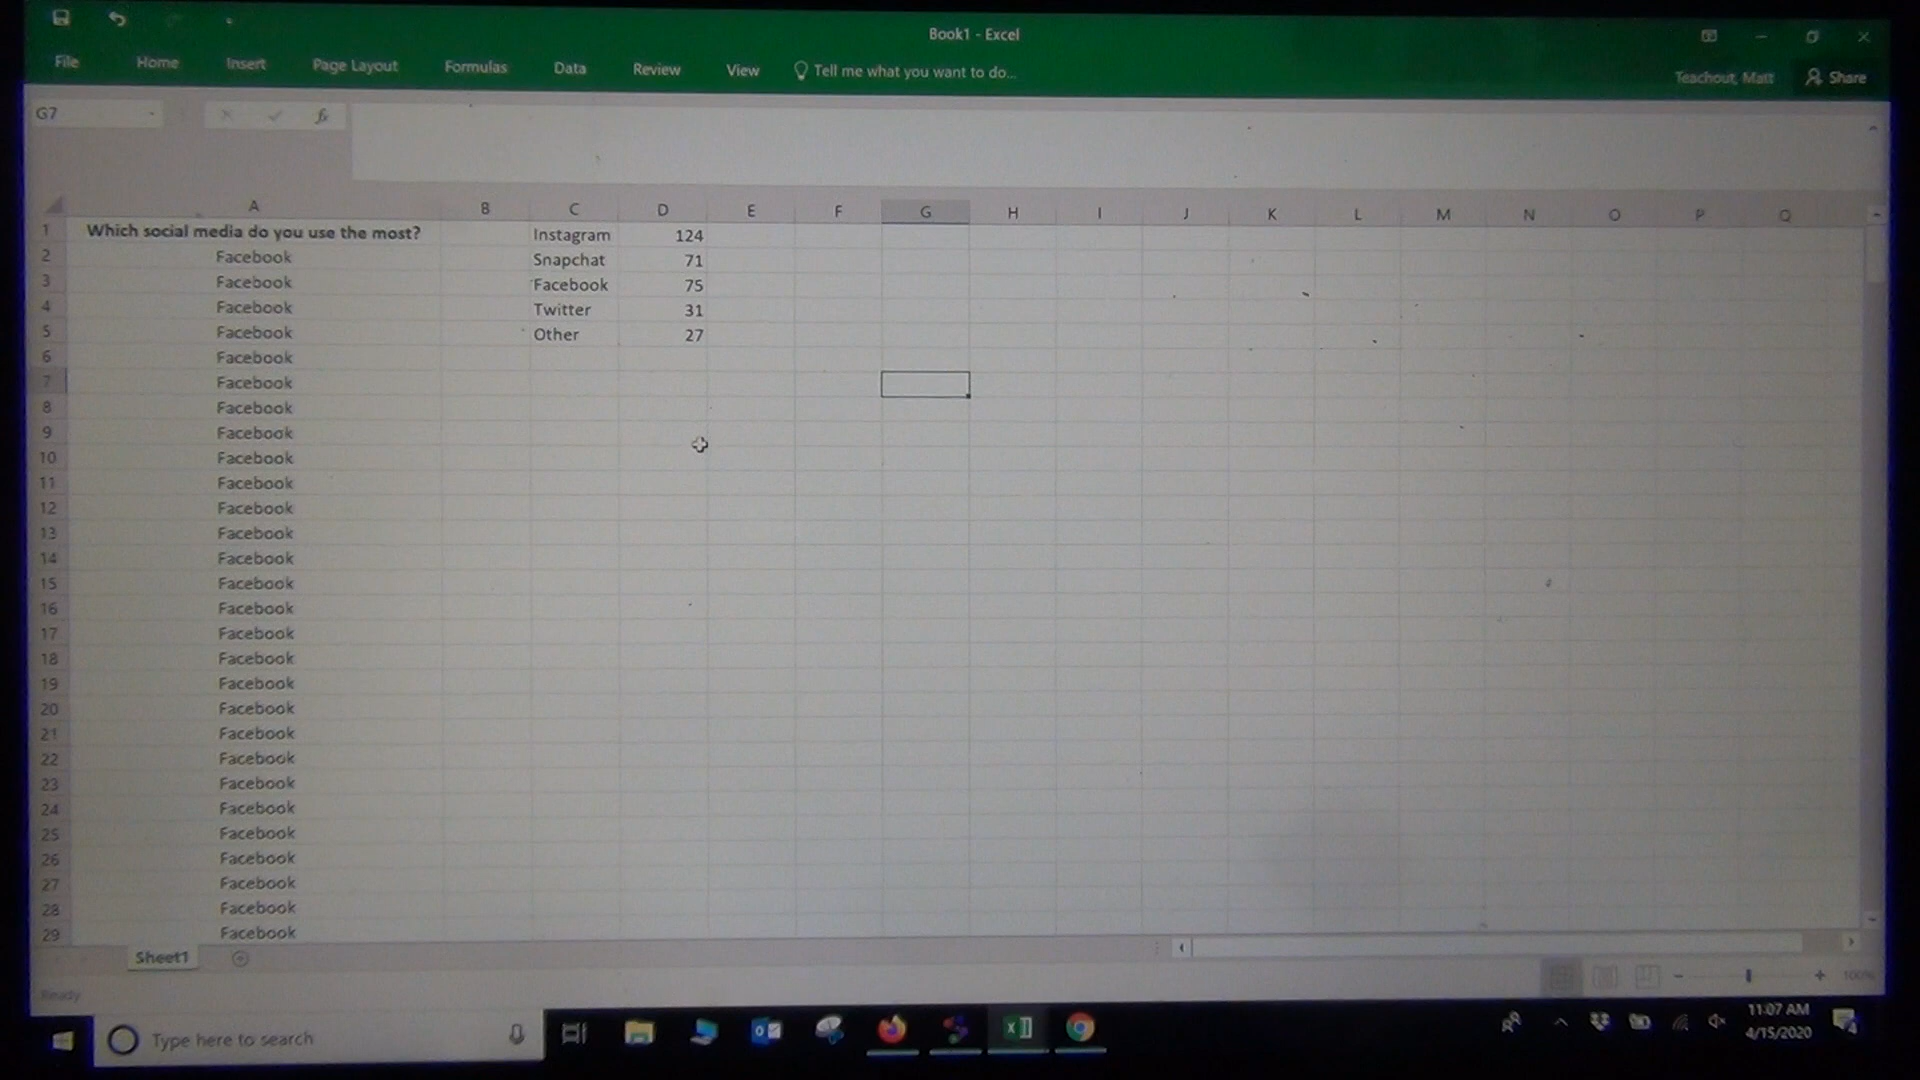 Book1 - Excel
File Home Insert Page Layout Formulas Data Review View Tell me what you want to do...
Teachout, Matt Share
G7 fx
A B C D E F G H I J K L M N O P Q
1 Which social media do you use the most? Instagram 124
2 Facebook Snapchat 71
3 Facebook Facebook 75
4 Facebook Twitter 31
5 Facebook Other 27
6 Facebook
7 Facebook
8 Facebook
9 Facebook
10 Facebook
11 Facebook
12 Facebook
13 Facebook
14 Facebook
15 Facebook
16 Facebook
17 Facebook
18 Facebook
19 Facebook
20 Facebook
21 Facebook
22 Facebook
23 Facebook
24 Facebook
25 Facebook
26 Facebook
27 Facebook
28 Facebook
29 Facebook
Sheet1
Ready 100%
Type here to search
11:07 AM
4/15/2020